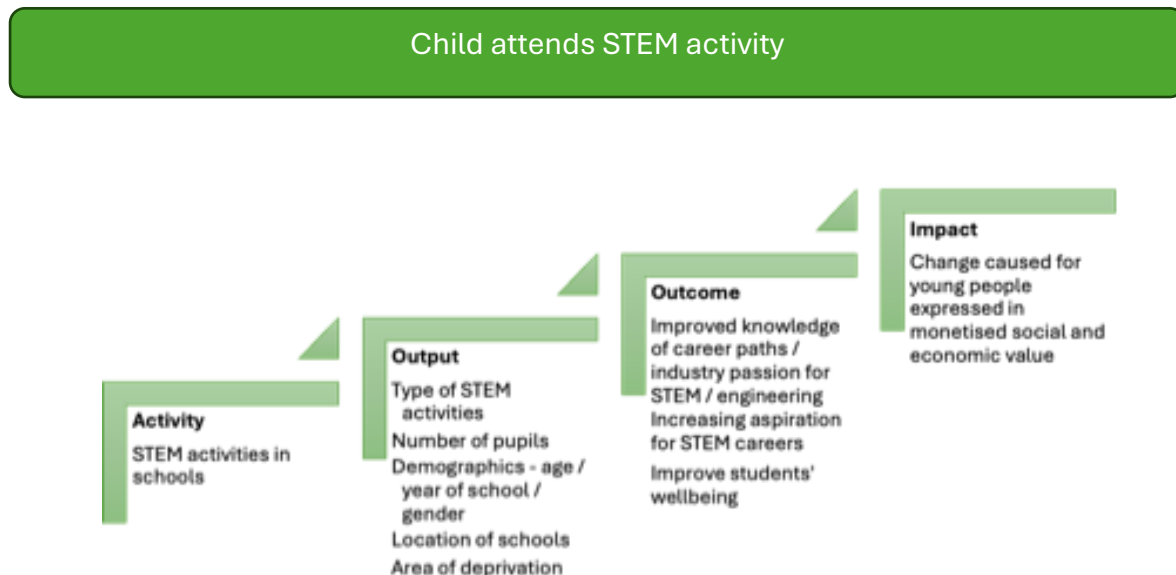 Child attends STEM activity
Activity
STEM activities in
schools
Output
Type of STEM
activities
Number of pupils
Demographics - age /
year of school /
gender
Location of schools
Area of deprivation
Outcome
Improved knowledge
of career paths /
industry passion for
STEM / engineering
Increasing aspiration
for STEM careers
Improve students'
wellbeing
Impact
Change caused for
young people
expressed in
monetised social and
economic value